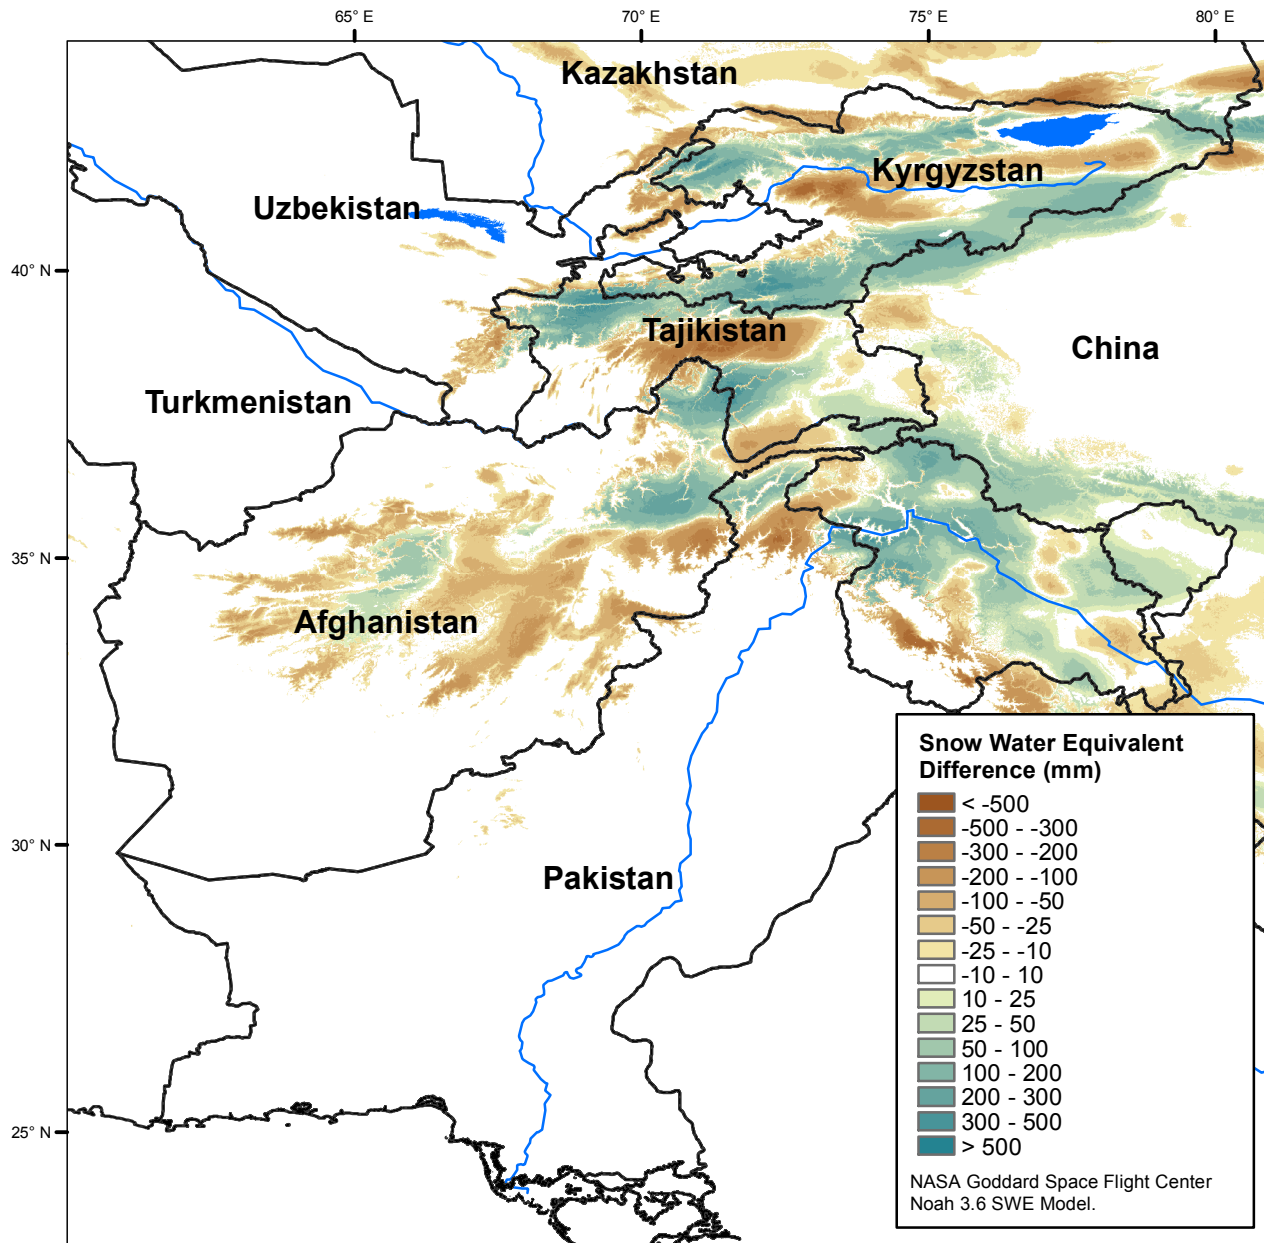 65° E
70° E
75° E
80° E
Kazakhstan
Kyrgyzstan
Uzbekistan
40° N
Tajikistan
China
Turkmenistan
35° N
Afghanistan
Snow Water Equivalent
Difference (mm)
< -500
-500 - -300
-300 - -200
-200 - -100
-100 - -50
-50 - -25
-25 - -10
-10 - 10
10 - 25
25 - 50
50 - 100
100 - 200
200 - 300
300 - 500
> 500
NASA Goddard Space Flight Center
Noah 3.6 SWE Model.
30° N
Pakistan
25° N